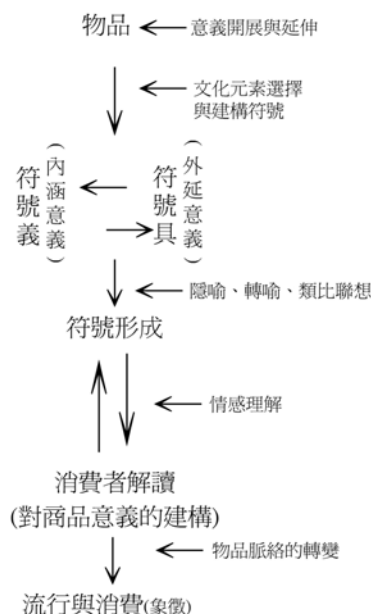 物品
意義開展與延伸
文化元素選擇
與建構符號
符號義
(內涵意義)
符號具
(外延意義)
隱喻、轉喻、類比聯想
符號形成
情感理解
消費者解讀
(對商品意義的建構)
物品脈絡的轉變
流行與消費(象徵)